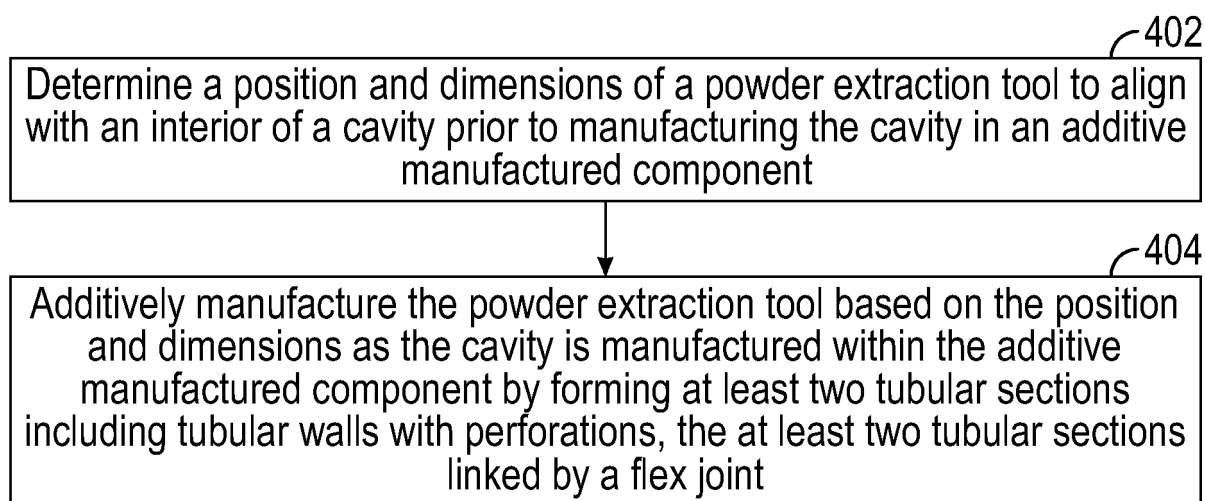 402
Determine a position and dimensions of a powder extraction tool to align
with an interior of a cavity prior to manufacturing the cavity in an additive
manufactured component
404
Additively manufacture the powder extraction tool based on the position
and dimensions as the cavity is manufactured within the additive
manufactured component by forming at least two tubular sections
including tubular walls with perforations, the at least two tubular sections
linked by a flex joint